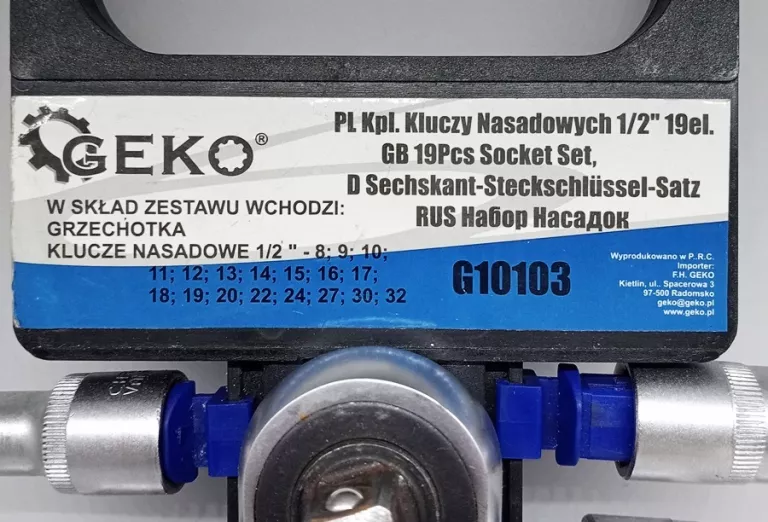 GEKO®
PL Kpl. Kluczy Nasadowych 1/2" 19el.
GB 19Pcs Socket Set,
D Sechskant-Steckschlüssel-Satz
RUS Набор Насадок
W SKŁAD ZESTAWU WCHODZI:
GRZECHOTKA
KLUCZE NASADOWE 1/2 " - 8; 9; 10;
11; 12; 13; 14; 15; 16; 17;
18; 19; 20; 22; 24; 27; 30; 32
G10103
Wyprodukowano w P.R.C.
Importer:
F.H. GEKO
Kietlin, ul.. Spacerowa 3
97-500 Radomsko
geko@geko.pl
www.geko.pl